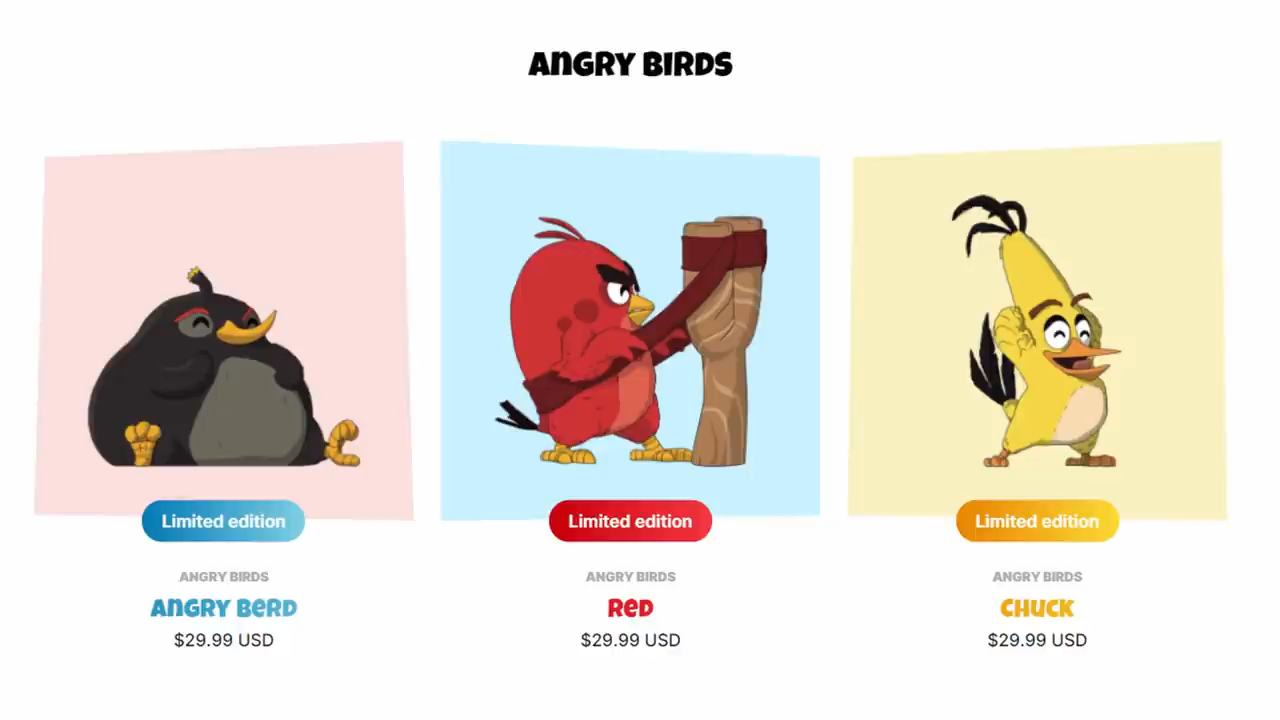 ANGRY BIRDS
Limited edition
ANGRY BIRDS
ANGRY BERD
$29.99 USD
Limited edition
ANGRY BIRDS
RED
$29.99 USD
Limited edition
ANGRY BIRDS
CHUCK
$29.99 USD